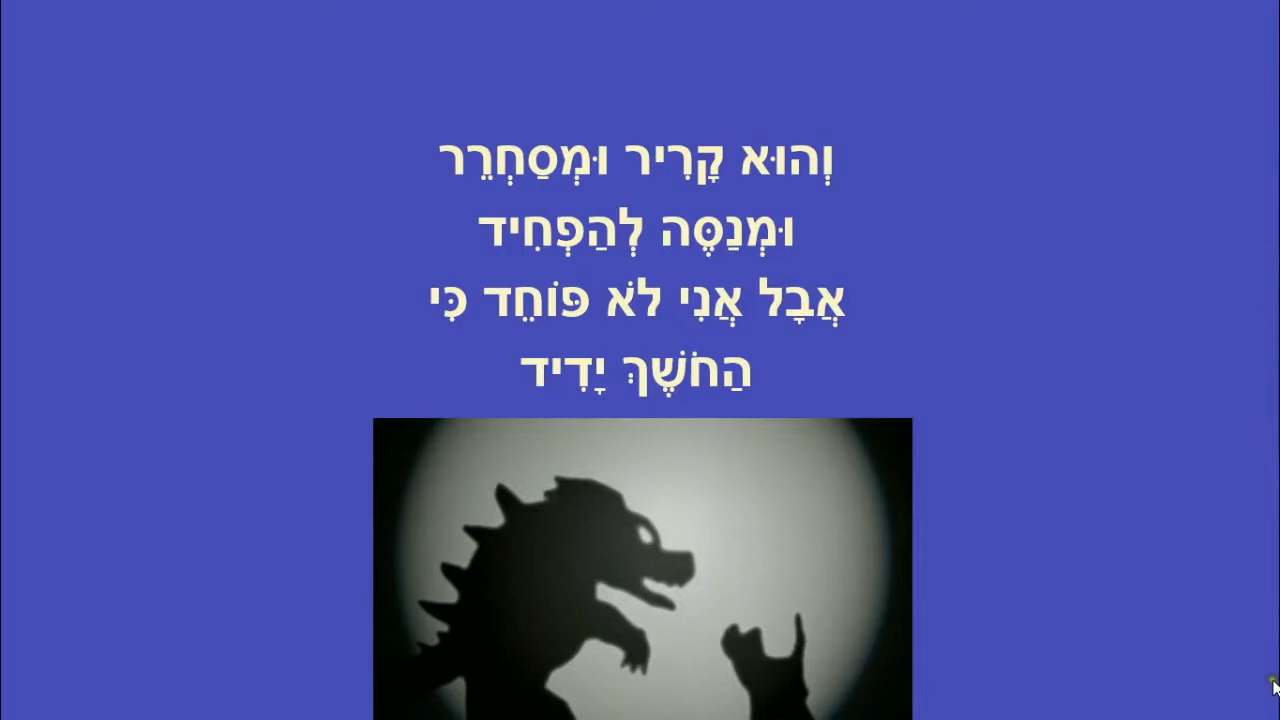 וְהוּא קָרִיר וּמְסַחְרֵר
וּמְנַסֶּה לְהַפְחִיד
אֲבָל אֲנִי לֹא פּוֹחֵד כִּי
הַחֹשֶׁךְ יָדִיד